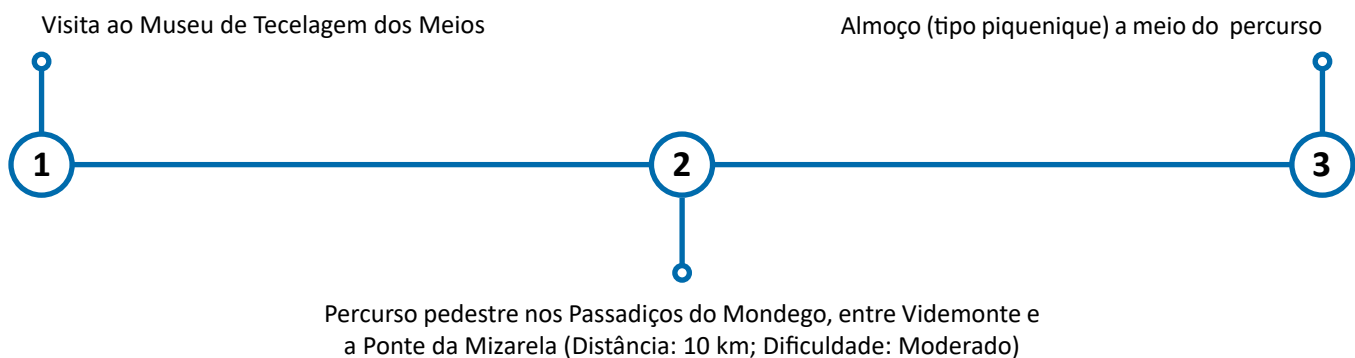 Visita ao Museu de Tecelagem dos Meios
Almoço (tipo piquenique) a meio do percurso
1
2
3
Percurso pedestre nos Passadiços do Mondego, entre Videmonte e
a Ponte da Mizarela (Distância: 10 km; Dificuldade: Moderado)